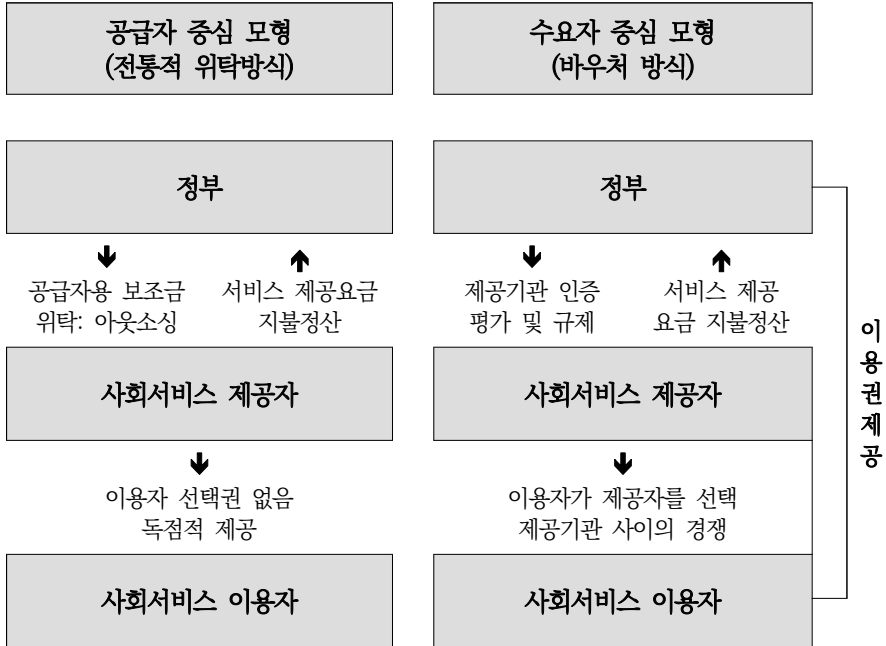 공급자 중심 모형
(전통적 위탁방식)
수요자 중심 모형
(바우처 방식)
정부
정부
공급자용 보조금
위탁: 아웃소싱
서비스 제공요금
지불정산
제공기관 인증
평가 및 규제
서비스 제공
요금 지불정산
사회서비스 제공자
사회서비스 제공자
이용자 선택권 없음
독점적 제공
이용자가 제공자를 선택
제공기관 사이의 경쟁
사회서비스 이용자
사회서비스 이용자
이용권제공